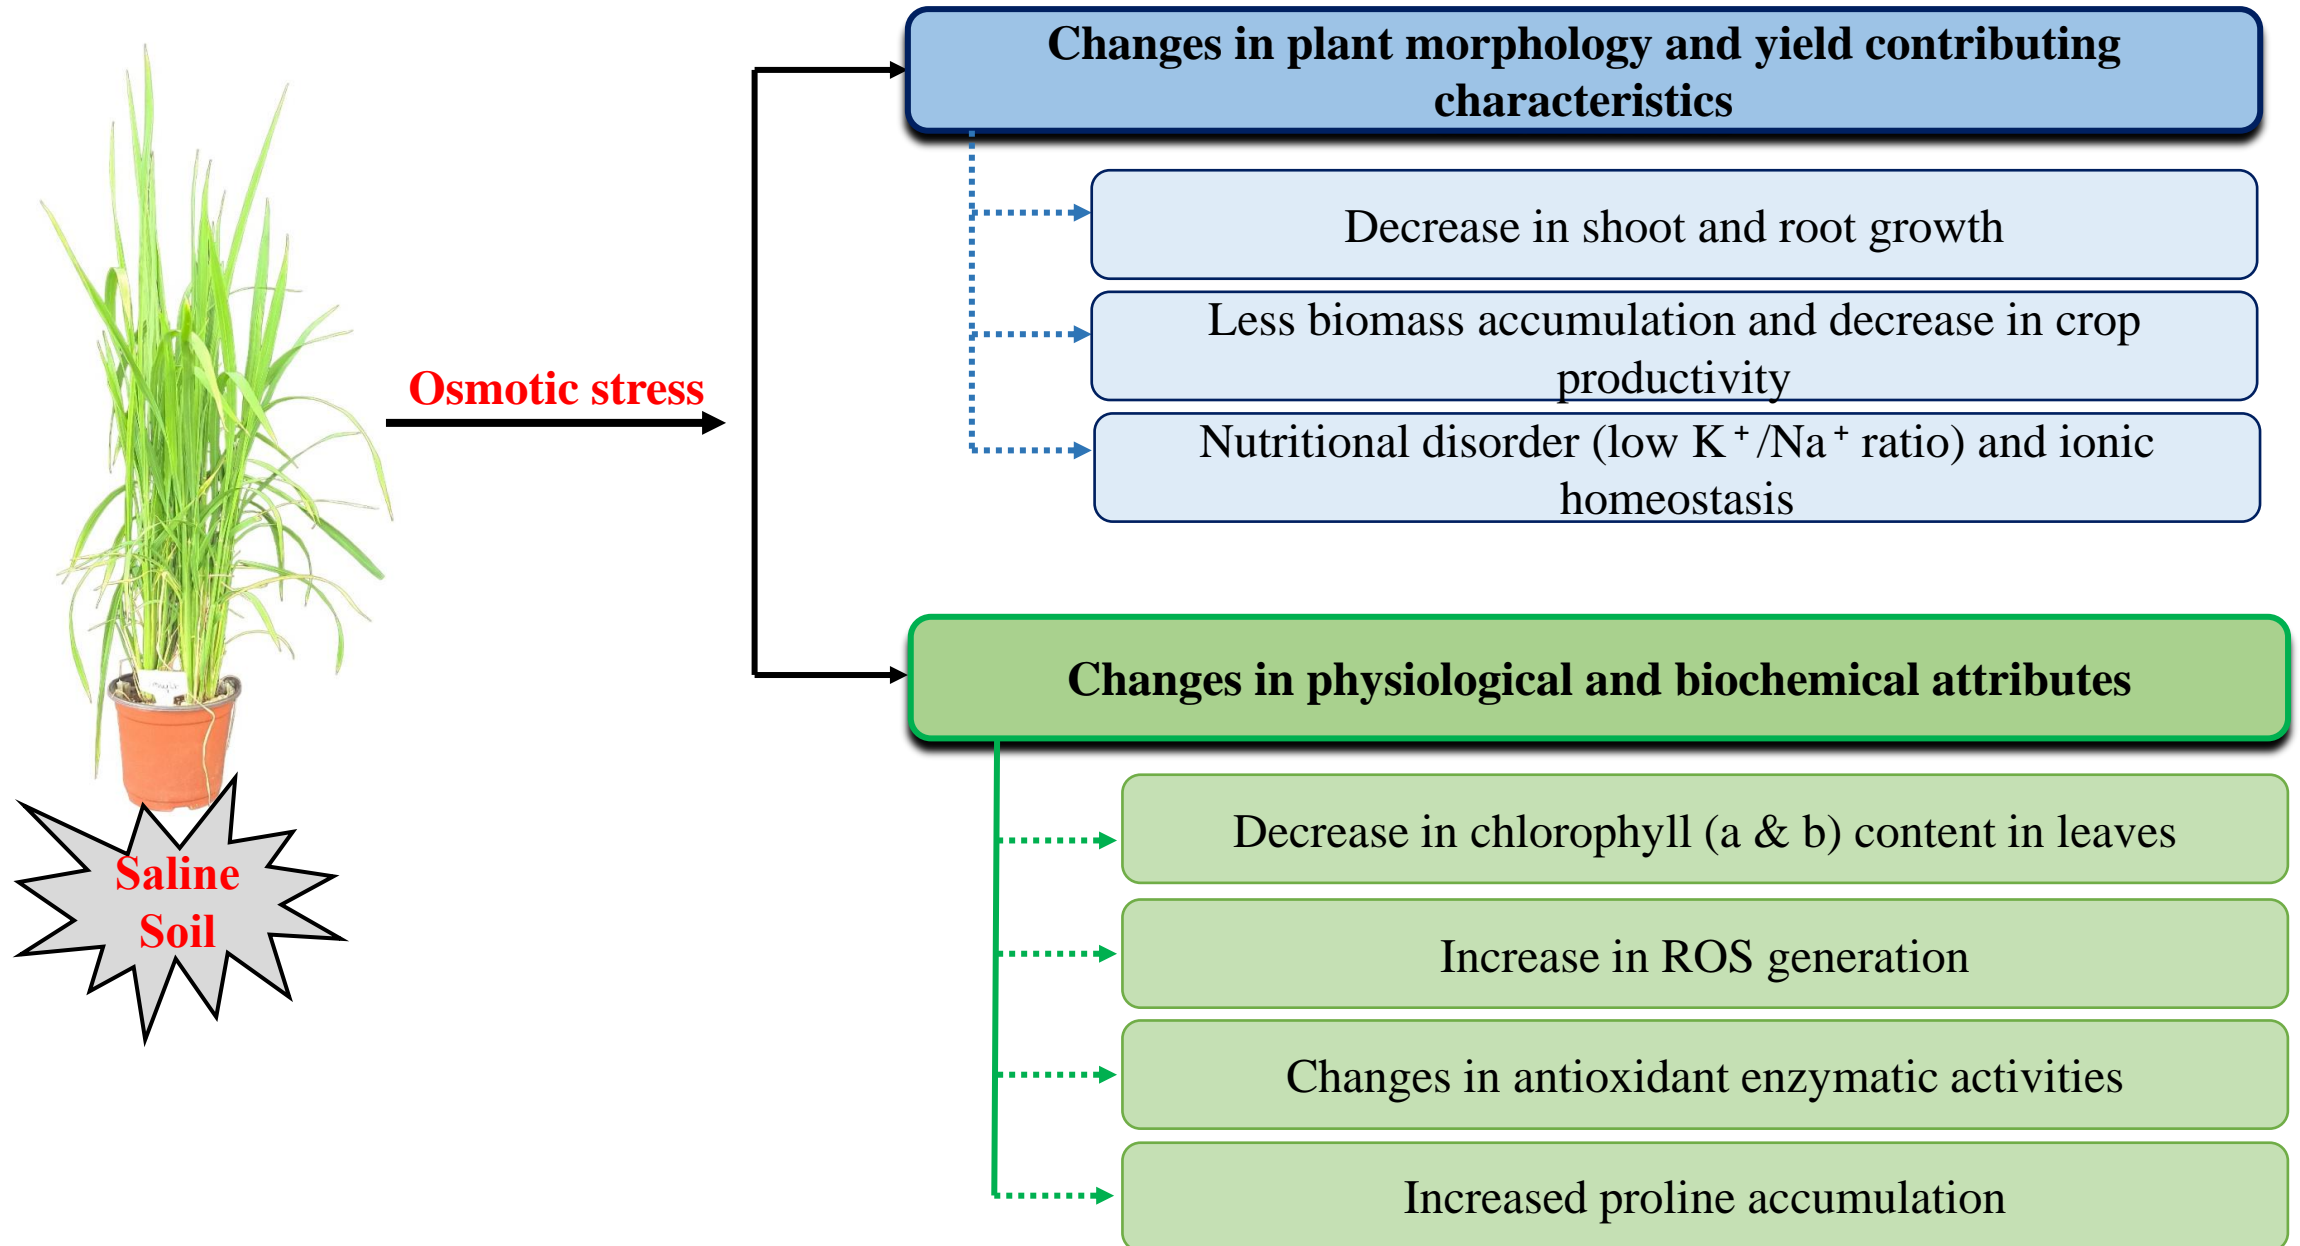 Changes in plant morphology and yield contributing
characteristics
Decrease in shoot and root growth
Less biomass accumulation and decrease in crop
productivity
Osmotic stress
Nutritional disorder (low K⁺/Na⁺ ratio) and ionic
homeostasis
Changes in physiological and biochemical attributes
Decrease in chlorophyll (a & b) content in leaves
Saline
Soil
Increase in ROS generation
Changes in antioxidant enzymatic activities
Increased proline accumulation